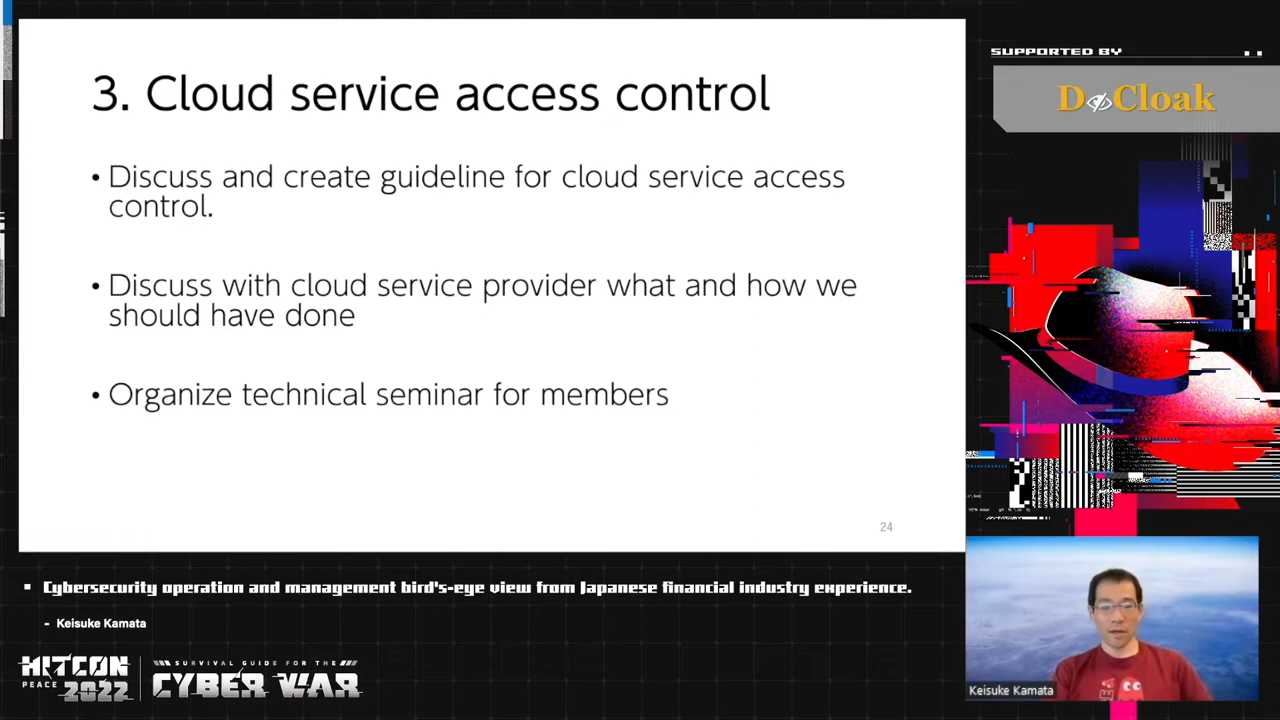 3. Cloud service access control
• Discuss and create guideline for cloud service access
control.
• Discuss with cloud service provider what and how we
should have done
• Organize technical seminar for members
24
SUPPORTED BY
DoCloak
Keisuke Kamata
Cybersecurity operation and management bird's-eye view from Japanese financial industry experience.
- Keisuke Kamata
HITCON
PEACE 2022
SURVIVAL GUIDE FOR THE
CYBER WAR